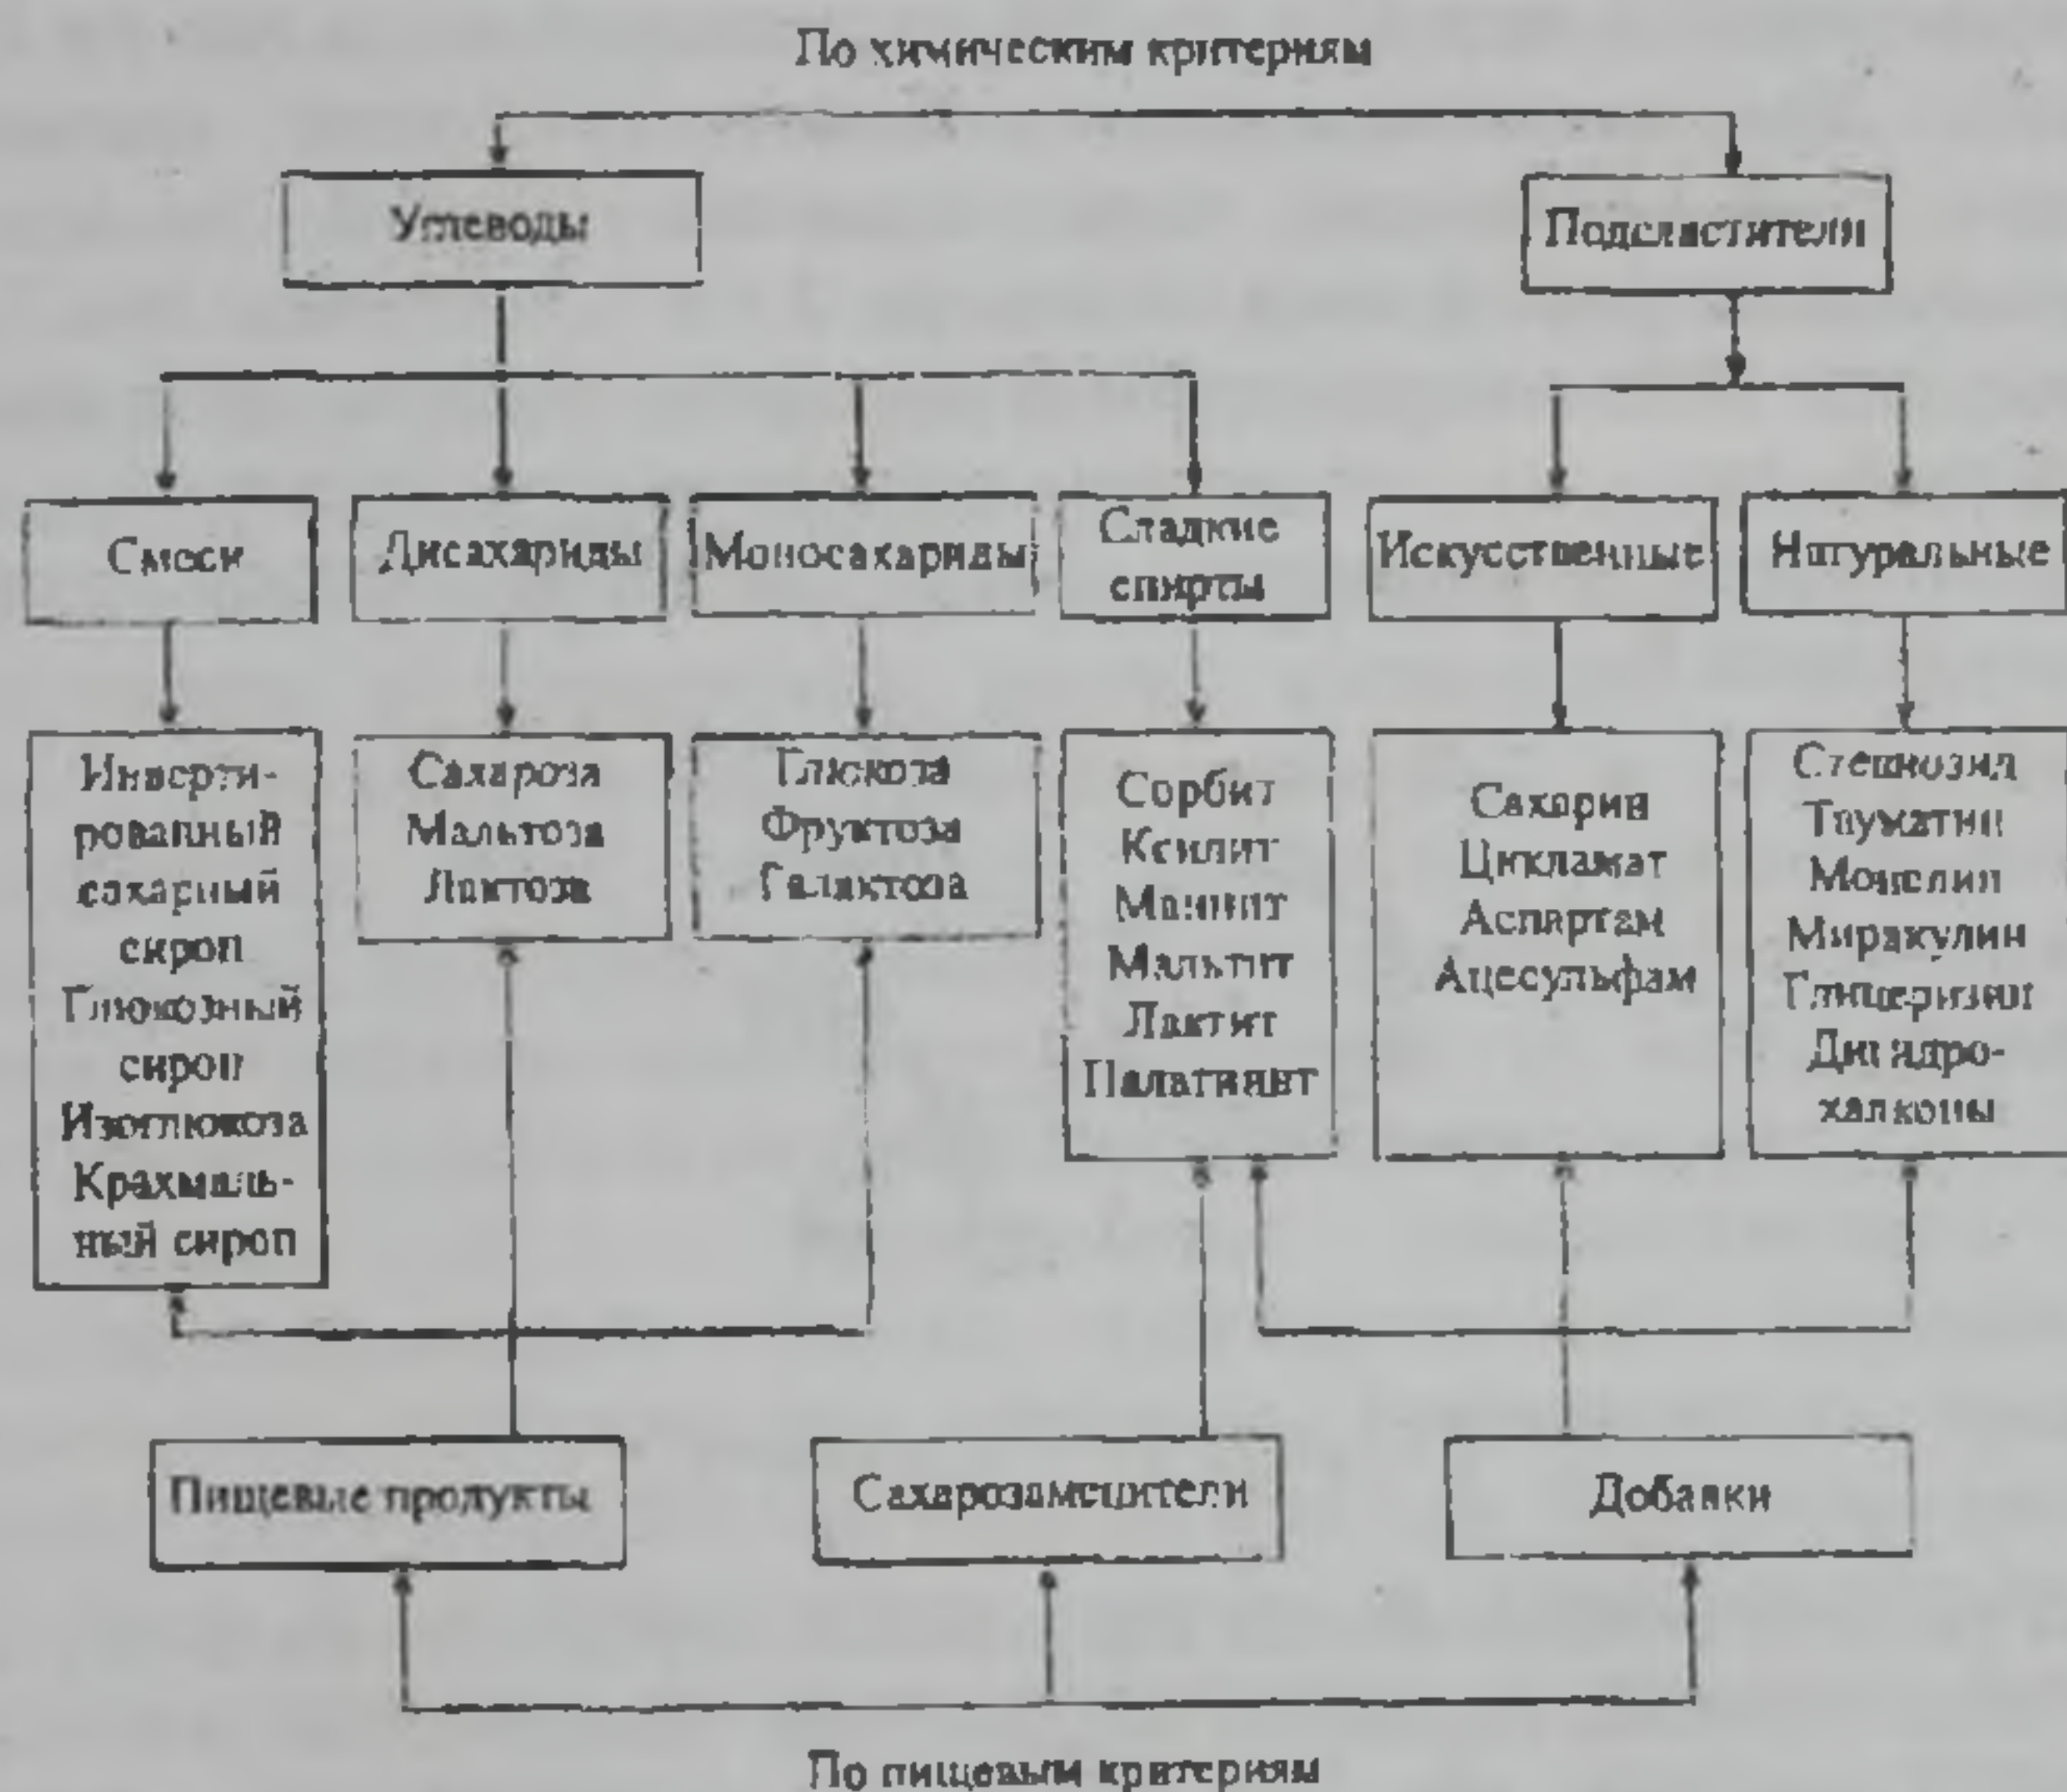 По химическим критериям
Углеводы
Подсластители
Смеси
Дисахариды
Моносахариды
Сладкие
спирты
Искусственные
Натуральные
Инверти-
рованный
сахарный
сироп
Глюкозный
сироп
Изоглюкоза
Крахмаль-
ный сироп
Сахароза
Мальтоза
Лактоза
Глюкоза
Фруктоза
Галактоза
Сорбит
Ксилит
Маннит
Мальтит
Лактит
Палатинит
Сахарин
Цикламат
Аспартам
Ацесульфам
Стевиозид
Тауматин
Монелин
Миракулин
Глицеризин
Дигидро-
халконы
Пищевые продукты
Сахарозаменители
Добавки
По пищевым критериям